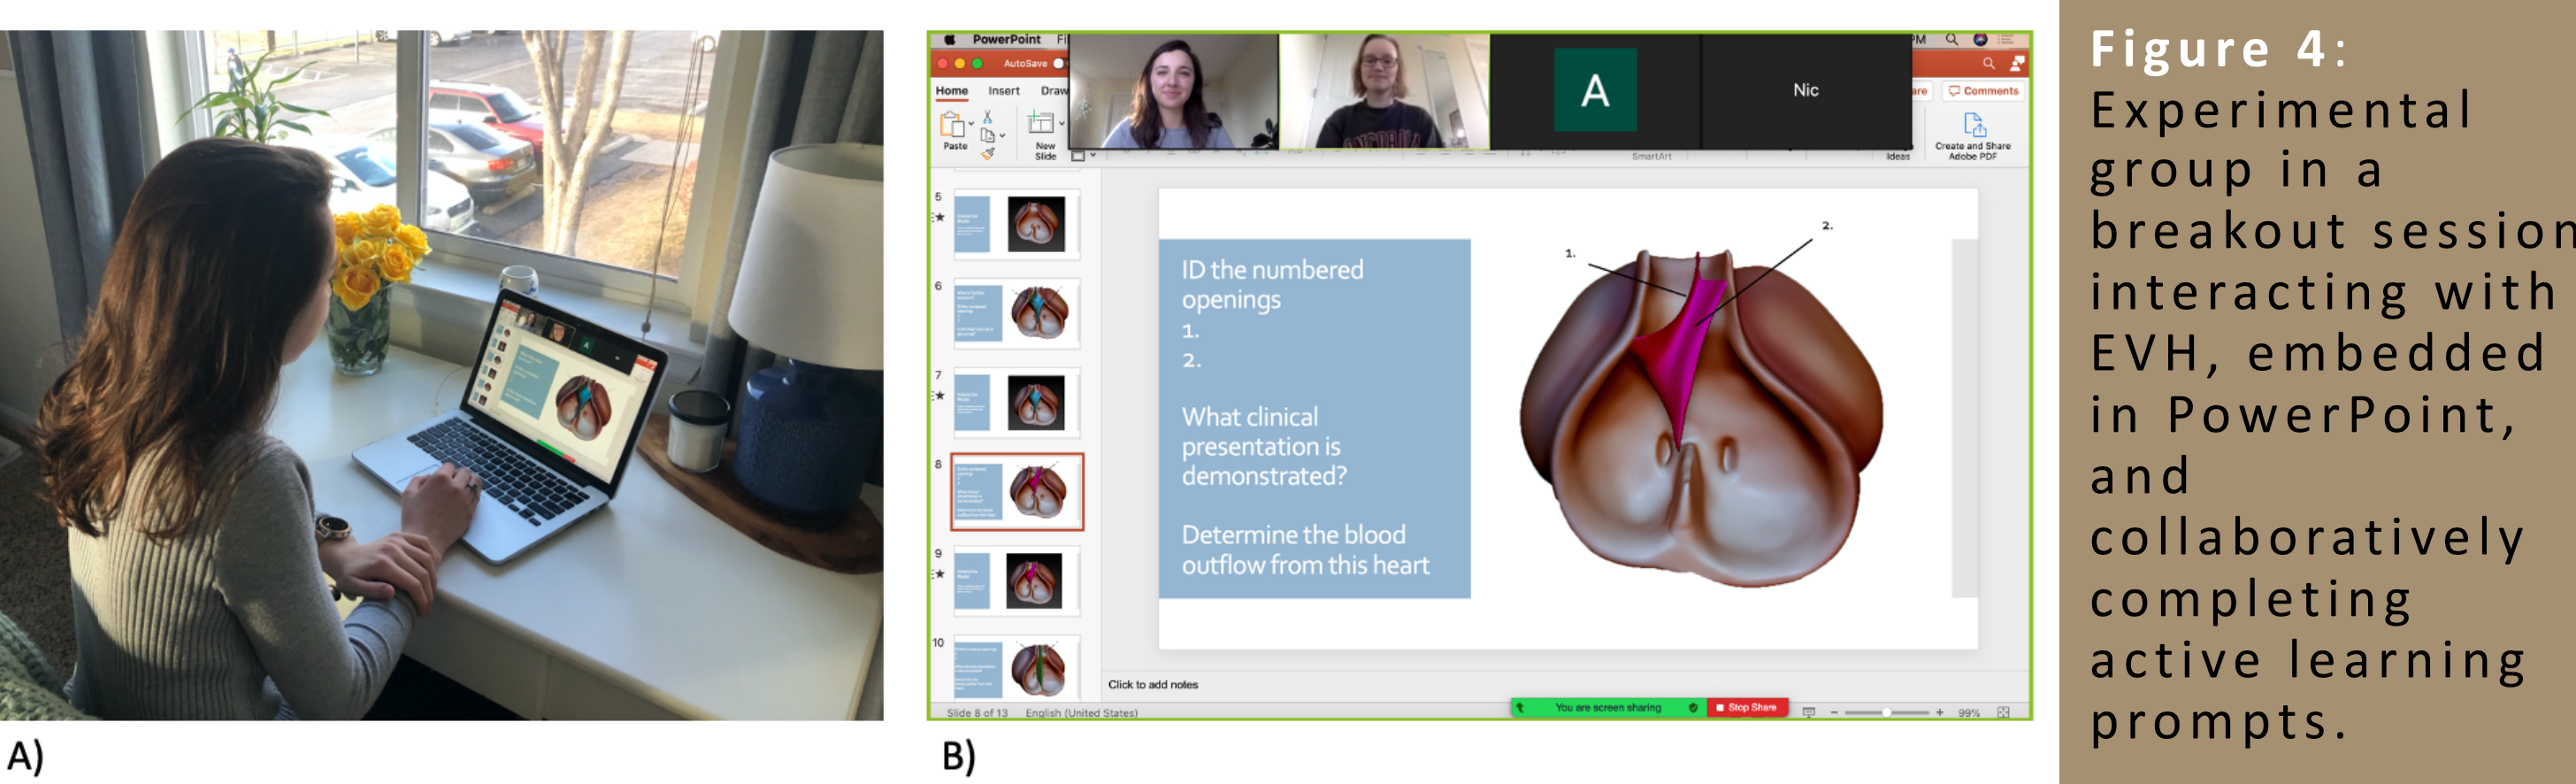 PowerPoint Fi
PM
AutoSave
Home Insert Draw
are Comments
Paste
New
Slide
SmartArt
Ideas
Create and Share
Adobe PDF
A
Nic
5
6
7
8
9
10
ID the numbered
openings
1.
2.
What clinical
presentation is
demonstrated?
Determine the blood
outflow from this heart
1.
2.
Click to add notes
Slide 8 of 13 English (United States)
You are screen sharing Stop Share
99%
A)
B)
Figure 4:
Experimental
group in a
breakout session
interacting with
EVH, embedded
in PowerPoint,
and
collaboratively
completing
active learning
prompts.